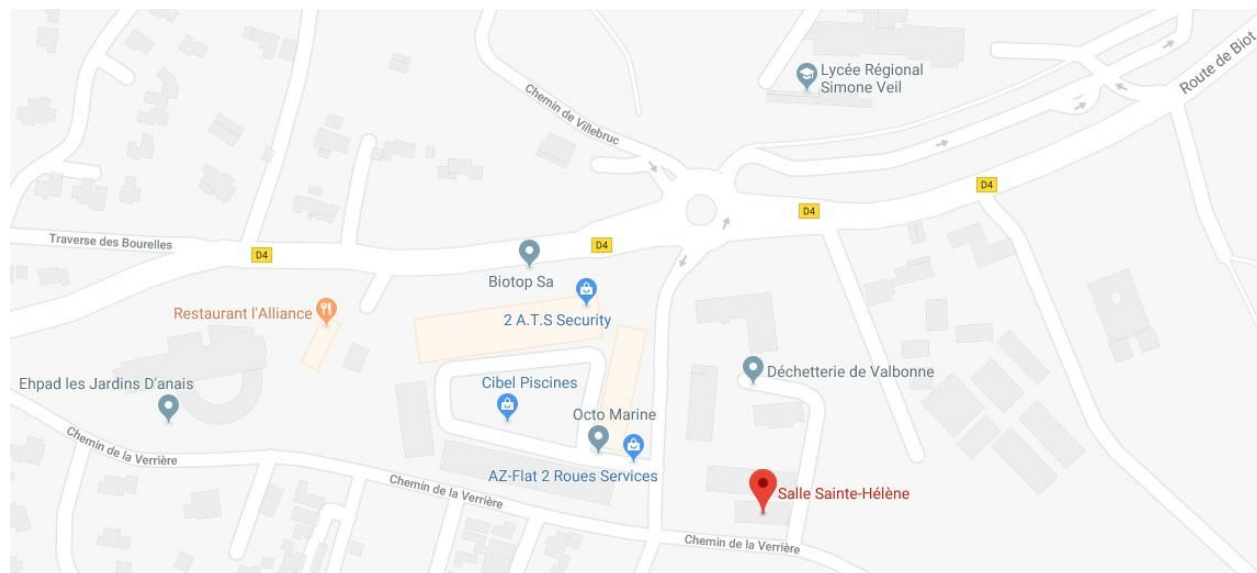 Lycée Régional
Simone Veil
Route de Biot
Chemin de Villebruc
D4
D4
Traverse des Bourelles
D4
D4
Biotop Sa
Restaurant l'Alliance
2 A.T.S Security
Déchetterie de Valbonne
Ehpad les Jardins D'anais
Cibel Piscines
Octo Marine
Chemin de la Verrière
AZ-Flat 2 Roues Services
Chemin de la Verrière
Salle Sainte-Hélène
Chemin de la Verrière